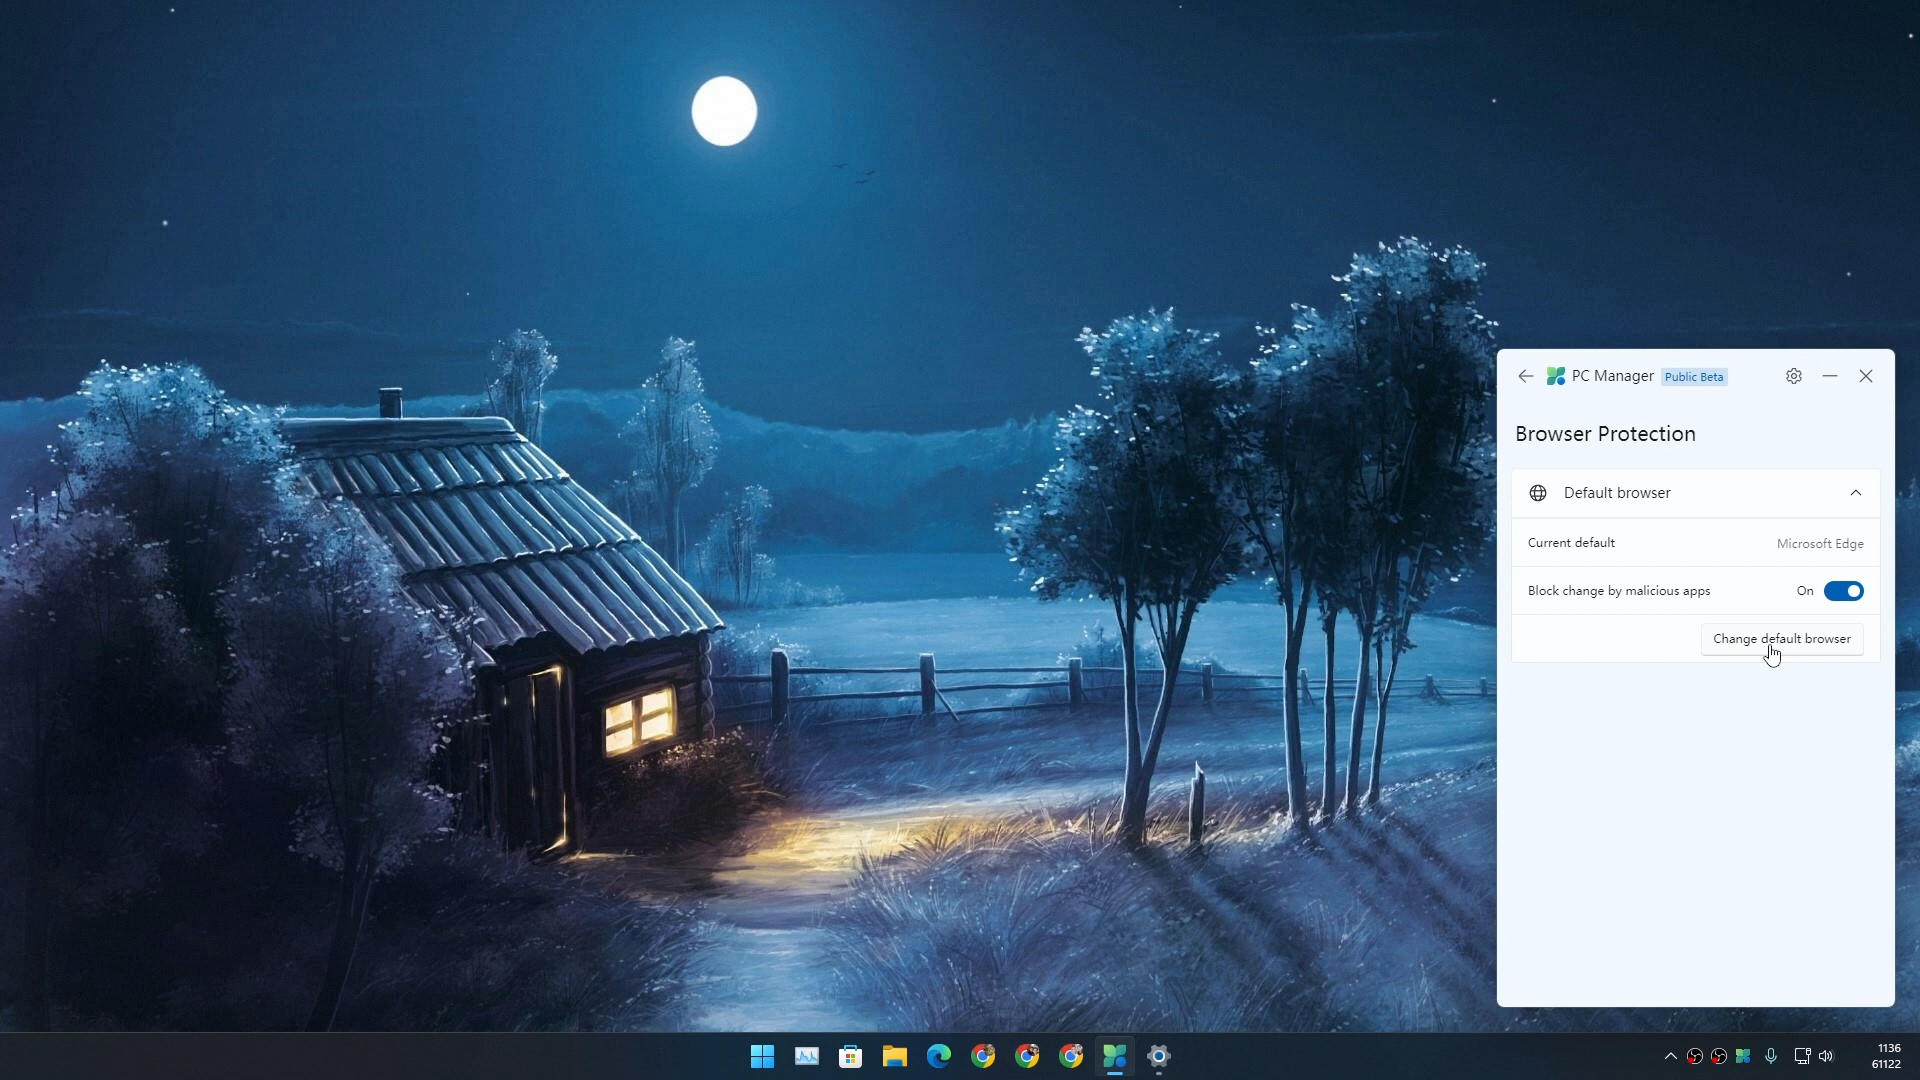 PC Manager Public Beta
Browser Protection
Default browser
Current default Microsoft Edge
Block change by malicious apps On
Change default browser
1136
61122